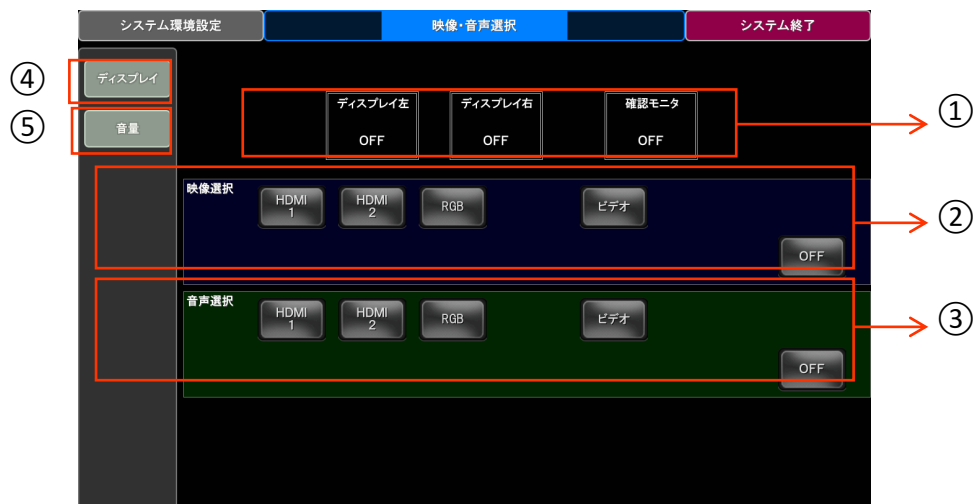 システム環境設定
映像・音声選択
システム終了
④
ディスプレイ
⑤
音量
ディスプレイ左
OFF
ディスプレイ右
OFF
確認モニタ
OFF
①
映像選択
HDMI
1
HDMI
2
RGB
ビデオ
OFF
②
音声選択
HDMI
1
HDMI
2
RGB
ビデオ
OFF
③